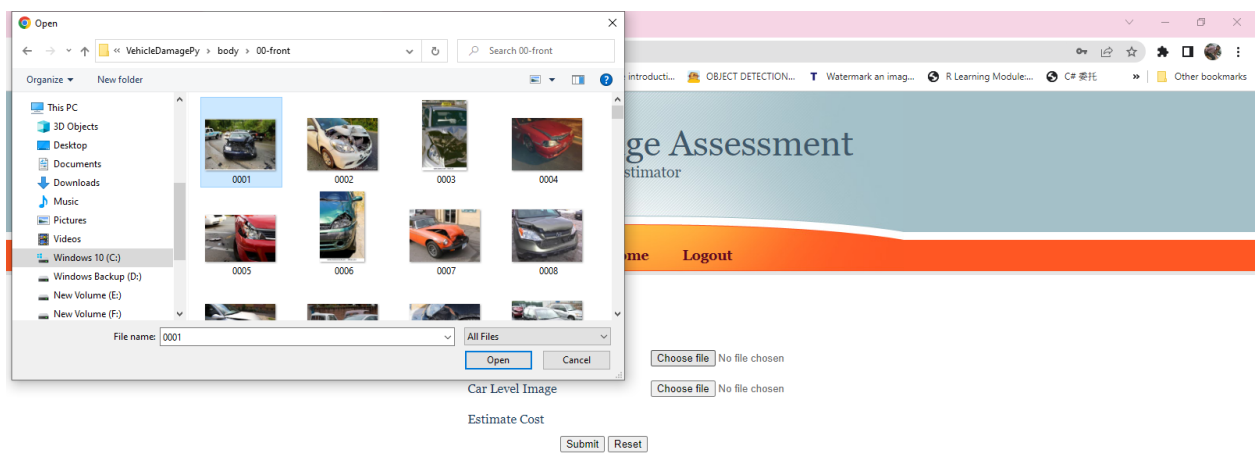 Open
VehicleDamagePy › body › 00-front
Search 00-front
Organize
New folder
This PC
3D Objects
Desktop
Documents
Downloads
Music
Pictures
Videos
Windows 10 (C:)
Windows Backup (D:)
New Volume (E:)
New Volume (F:)
0001
0002
0003
0004
0005
0006
0007
0008
File name:
0001
All Files
Open
Cancel
introducti...
OBJECT DETECTION...
T Watermark an imag...
R Learning Module:...
C# 委托
»
Other bookmarks
ge Assessment
stimator
ome
Logout
Choose file No file chosen
Car Level Image
Choose file No file chosen
Estimate Cost
Submit
Reset